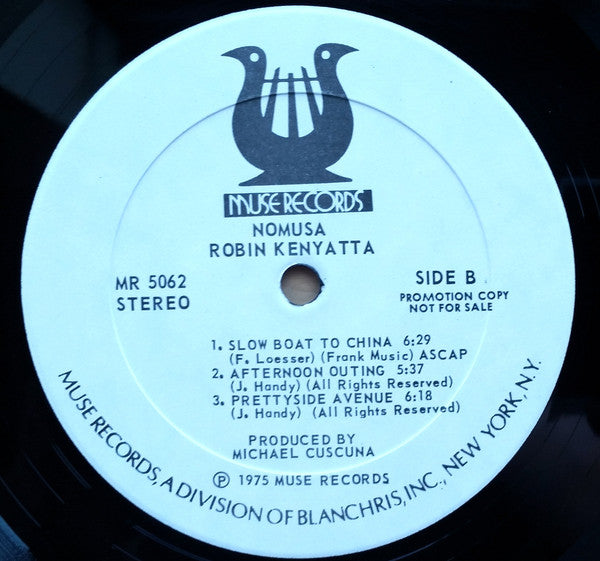 MUSE RECORDS
NOMUSA
ROBIN KENYATTA
MR 5062
STEREO
SIDE B
PROMOTION COPY
NOT FOR SALE
1. SLOW BOAT TO CHINA 6:29
(F. Loesser) (Frank Music) ASCAP
2. AFTERNOON OUTING 5:37
(J. Handy) (All Rights Reserved)
3. PRETTYSIDE AVENUE 6:18
(J. Handy) (All Rights Reserved)
PRODUCED BY
MICHAEL CUSCUNA
Ⓟ 1975 MUSE RECORDS
MUSE RECORDS, A DIVISION OF BLANCHRIS, INC., NEW YORK, N.Y.